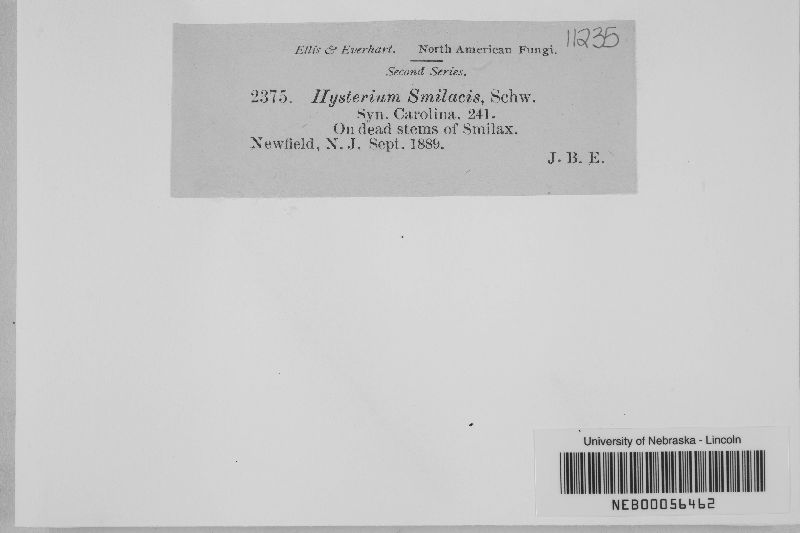 Ellis & Everhart. North American Fungi. 11235
Second Series.
2375. Hysterium Smilacis, Schw.
Syn. Carolina, 241.
On dead stems of Smilax.
Newfield, N. J. Sept. 1889.
J. B. E.
University of Nebraska - Lincoln
NEB00056462